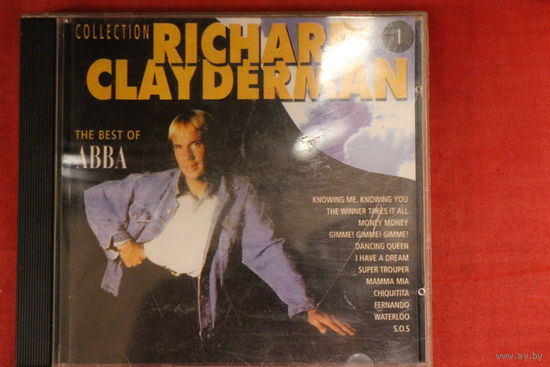 COLLECTION
RICHARD
1
CLAYDERMAN
THE BEST OF
ABBA
KNOWING ME, KNOWING YOU
THE WINNER TAKES IT ALL
MONEY MONEY
GIMME! GIMME! GIMME!
DANCING QUEEN
I HAVE A DREAM
SUPER TROUPER
MAMMA MIA
CHIQUITITA
FERNANDO
WATERLOO
S.O.S
www.ay.by